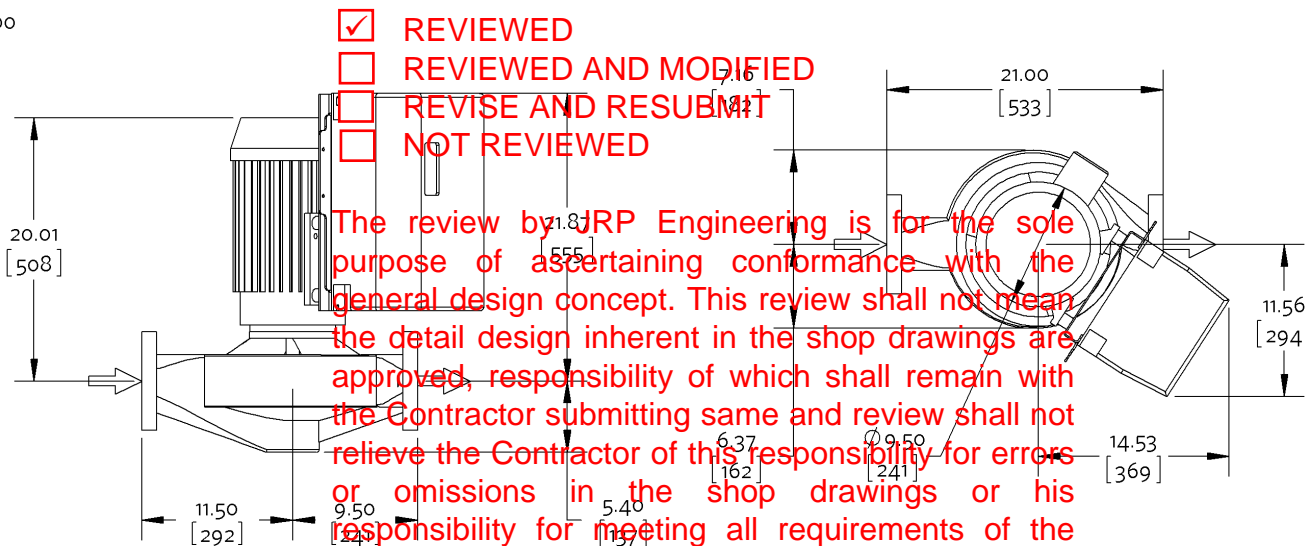 00
✓ REVIEWED
REVIEWED AND MODIFIED
REVISE AND RESUBMIT
NOT REVIEWED
The review by JRP Engineering is for the sole
purpose of ascertaining conformance with the
general design concept. This review shall not mean
the detail design inherent in the shop drawings are
approved, responsibility of which shall remain with
the Contractor submitting same and review shall not
relieve the Contractor of this responsibility for errors
or omissions in the shop drawings or his
responsibility for meeting all requirements of the
20.01
[508]
21.87
[555]
11.50
[292]
9.50
[241]
5.40
[137]
7.16
[182]
21.00
[533]
6.37
[162]
Ø 9.50
[241]
14.53
[369]
11.56
[294